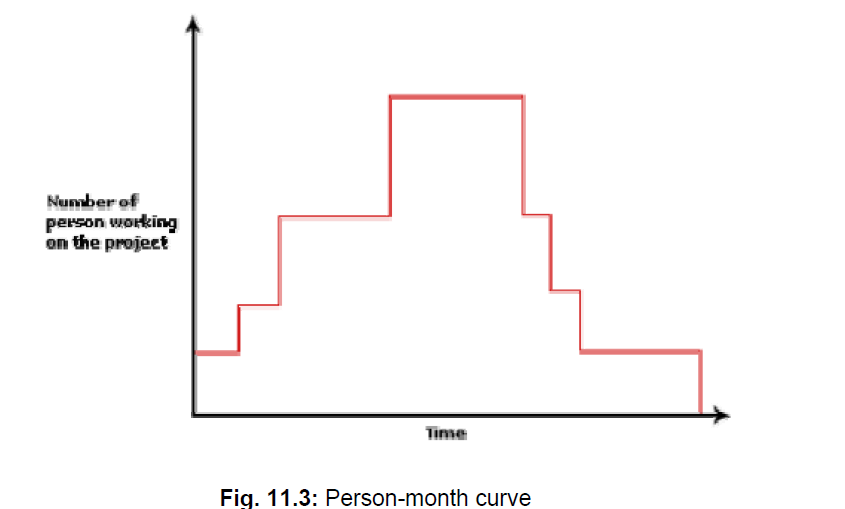 Number of
person working
on the project
Time
Fig. 11.3: Person-month curve